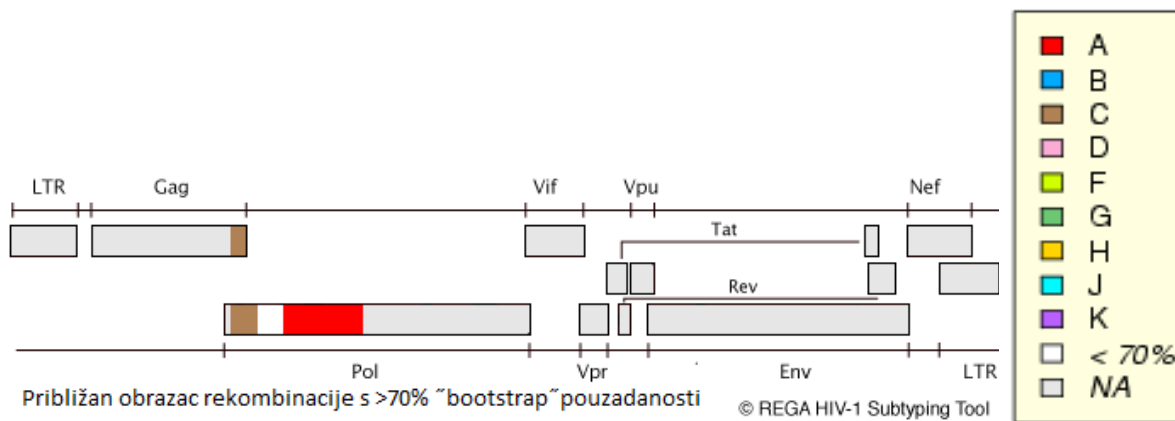 LTR Gag Vif Vpu Nef
Tat
Rev
Pol Vpr Env LTR
Približan obrazac rekombinacije s >70% ˝bootstrap˝pouzadanosti
© REGA HIV-1 Subtyping Tool
A
B
C
D
F
G
H
J
K
< 70%
NA